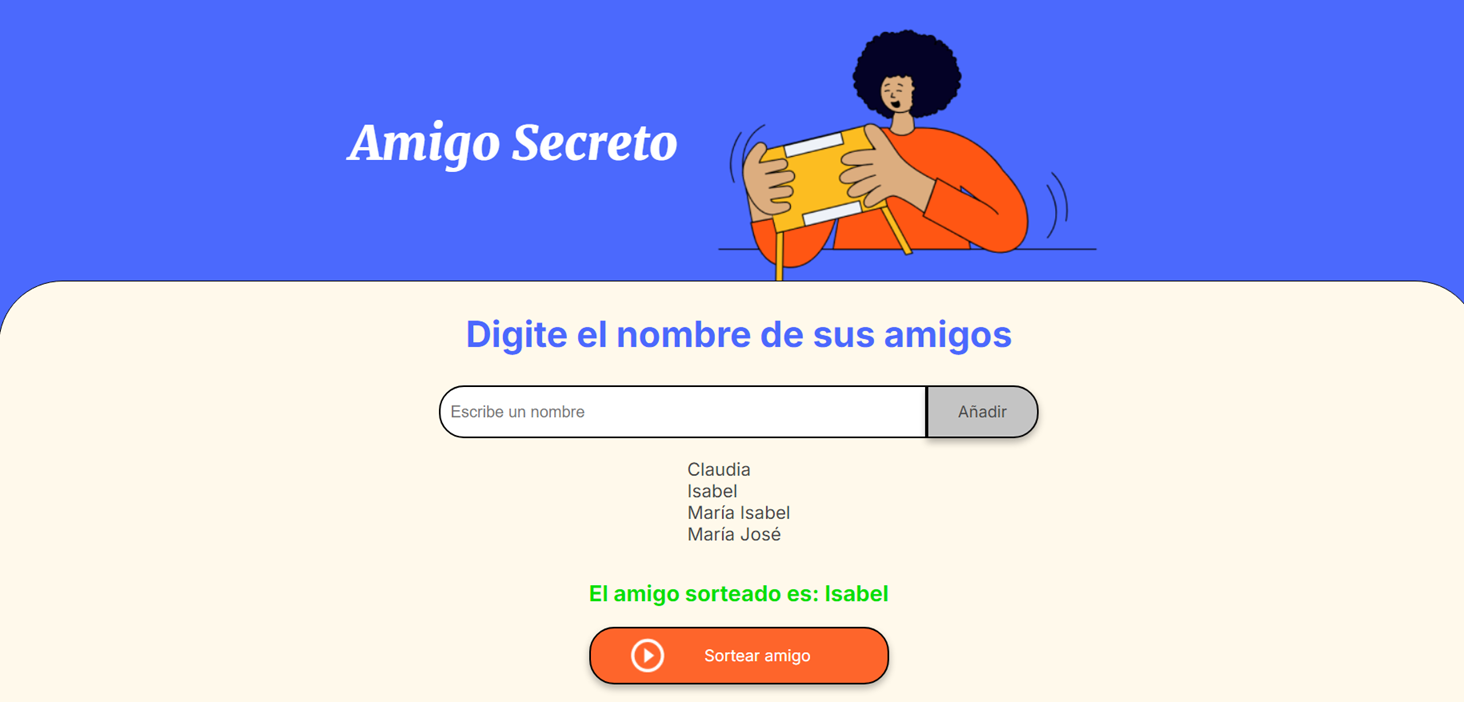 Amigo Secreto
Digite el nombre de sus amigos
Escribe un nombre
Añadir
Claudia
Isabel
María Isabel
María José
El amigo sorteado es: Isabel
Sortear amigo